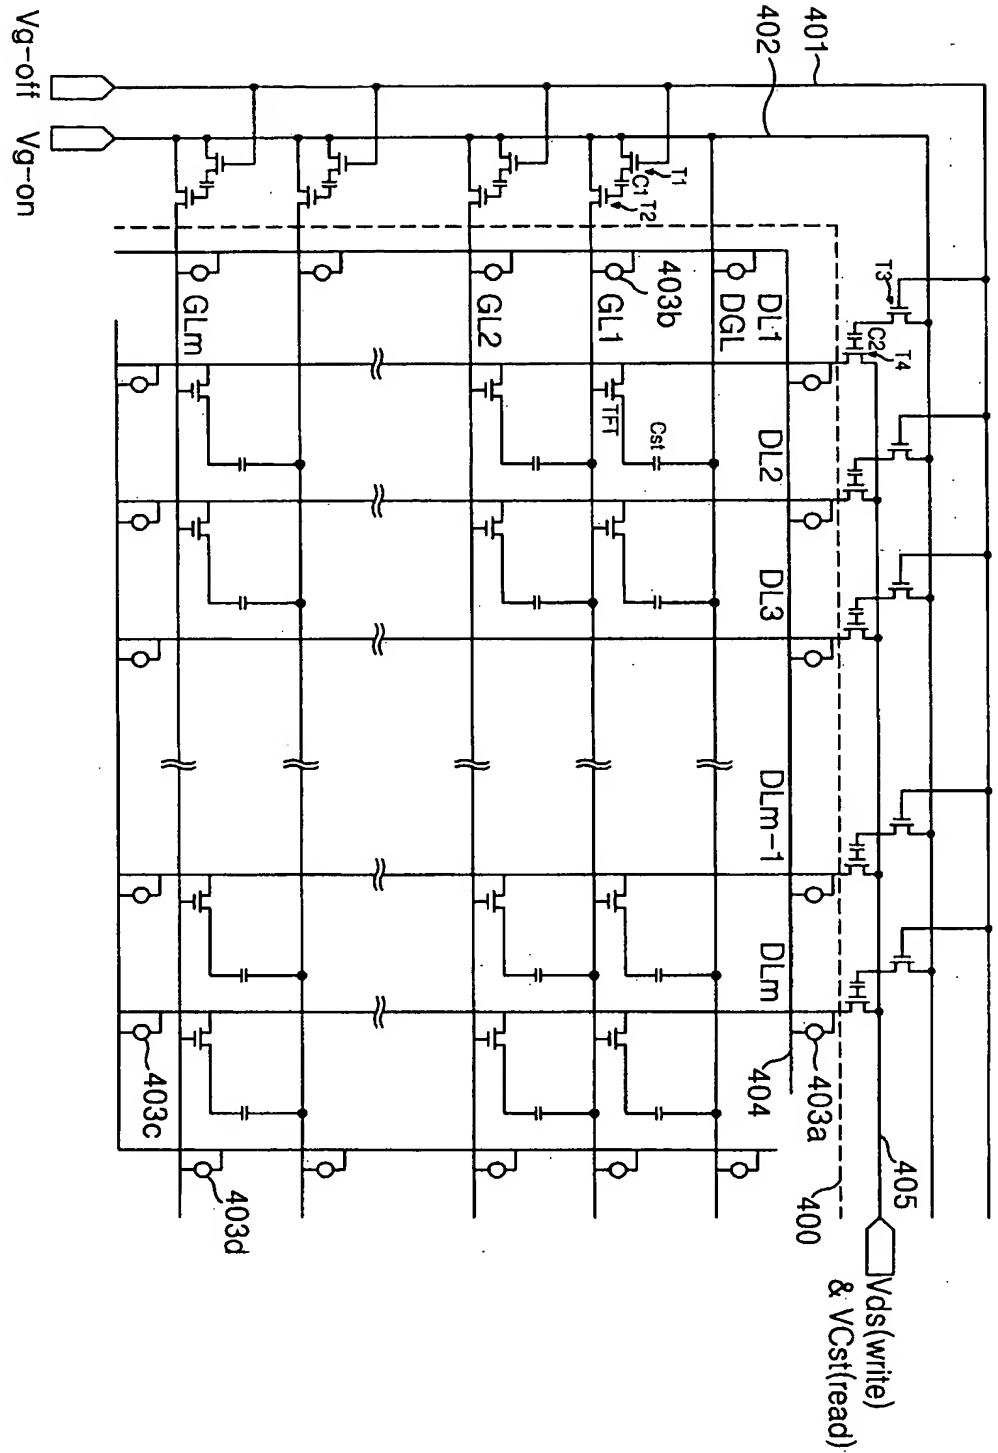 Vg-off
Vg-on
401
402
T1
C1
T2
403b
T3
C2
T4
DL1
DL2
DL3
DLm-1
DLm
DGL
GL1
GL2
GLm
TFT
Cst
403a
403c
403d
404
400
405
Vds(write)
& VCst(read)